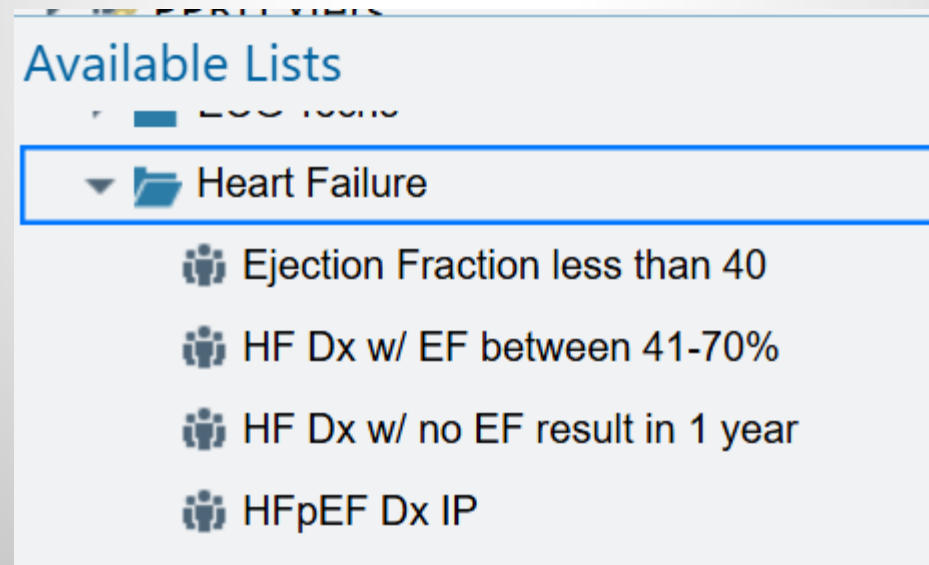 Available Lists
Heart Failure
Ejection Fraction less than 40
HF Dx w/ EF between 41-70%
HF Dx w/ no EF result in 1 year
HFpEF Dx IP